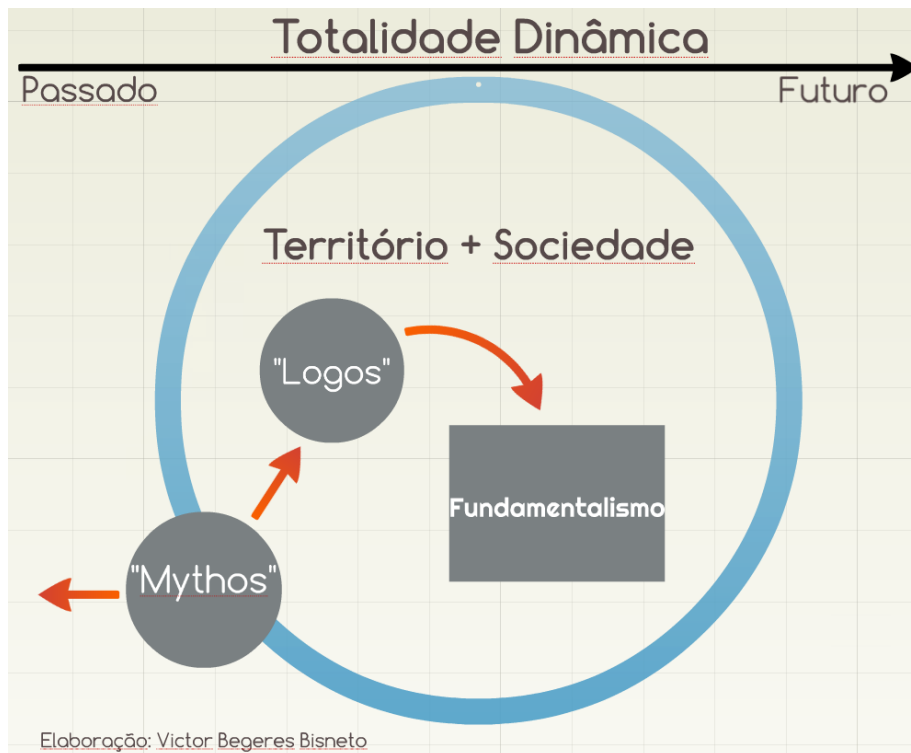 Totalidade Dinâmica
Passado
Futuro
Território + Sociedade
"Logos"
Fundamentalismo
"Mythos"
Elaboração: Victor Begeres Bisneto